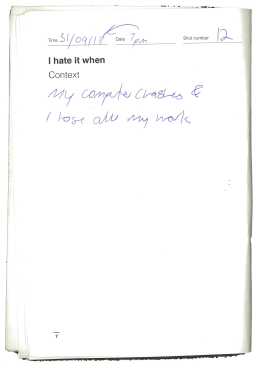 Time 31/09/18 Date 7pm Shot number 12
I hate it when
Context
My computer crashes &
I lose all my work
7